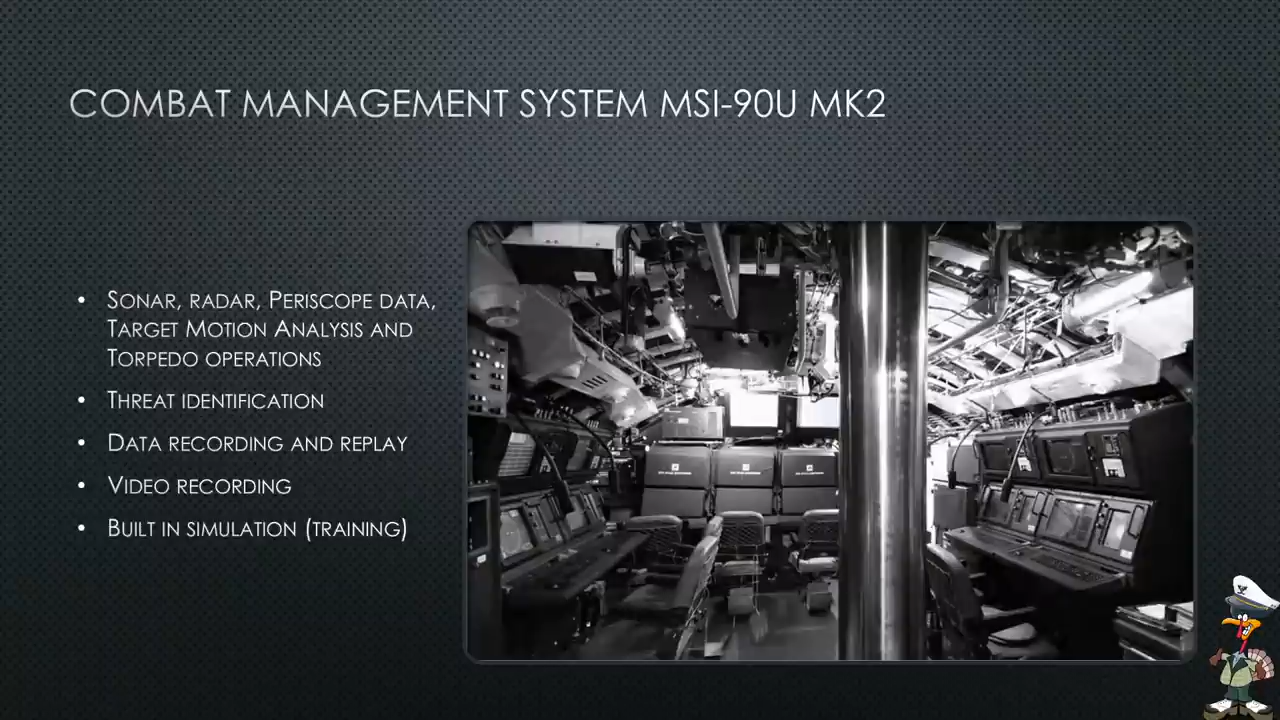 COMBAT MANAGEMENT SYSTEM MSI-90U MK2
• SONAR, RADAR, PERISCOPE DATA,
TARGET MOTION ANALYSIS AND
TORPEDO OPERATIONS
• THREAT IDENTIFICATION
• DATA RECORDING AND REPLAY
• VIDEO RECORDING
• BUILT IN SIMULATION (TRAINING)